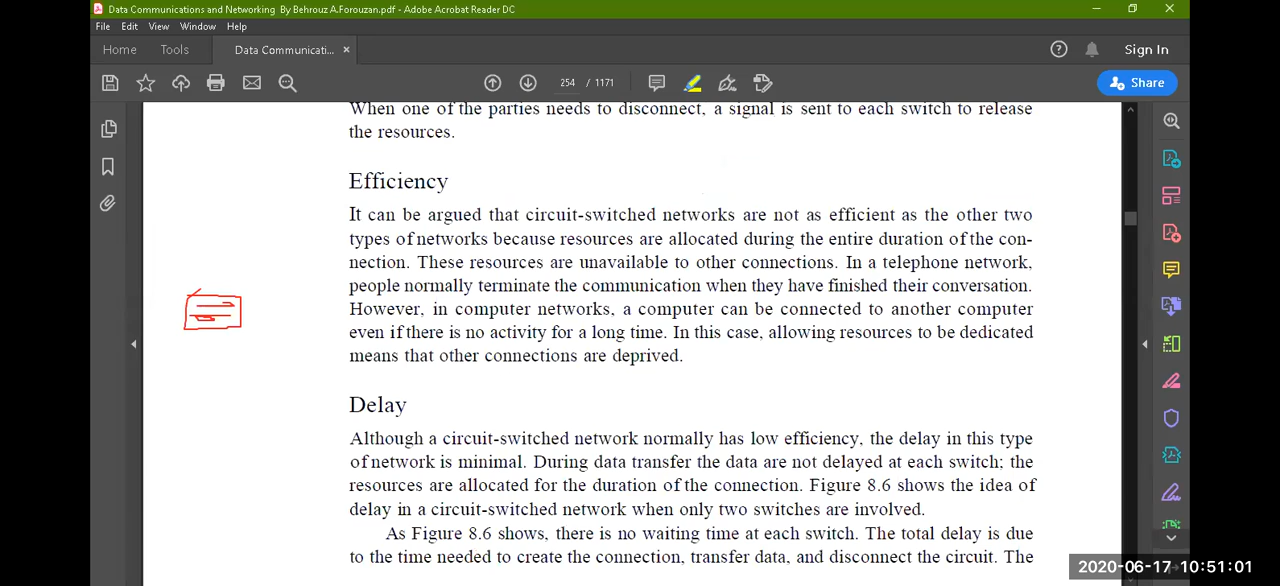 Data Communications and Networking By Behrouz A.Forouzan.pdf - Adobe Acrobat Reader DC
File Edit View Window Help
Home Tools Data Communicati... × Sign In
254 / 1171 Share
When one of the parties needs to disconnect, a signal is sent to each switch to release
the resources.
Efficiency
It can be argued that circuit-switched networks are not as efficient as the other two
types of networks because resources are allocated during the entire duration of the con-
nection. These resources are unavailable to other connections. In a telephone network,
people normally terminate the communication when they have finished their conversation.
However, in computer networks, a computer can be connected to another computer
even if there is no activity for a long time. In this case, allowing resources to be dedicated
means that other connections are deprived.
Delay
Although a circuit-switched network normally has low efficiency, the delay in this type
of network is minimal. During data transfer the data are not delayed at each switch; the
resources are allocated for the duration of the connection. Figure 8.6 shows the idea of
delay in a circuit-switched network when only two switches are involved.
As Figure 8.6 shows, there is no waiting time at each switch. The total delay is due
to the time needed to create the connection, transfer data, and disconnect the circuit. The
2020-06-17 10:51:01